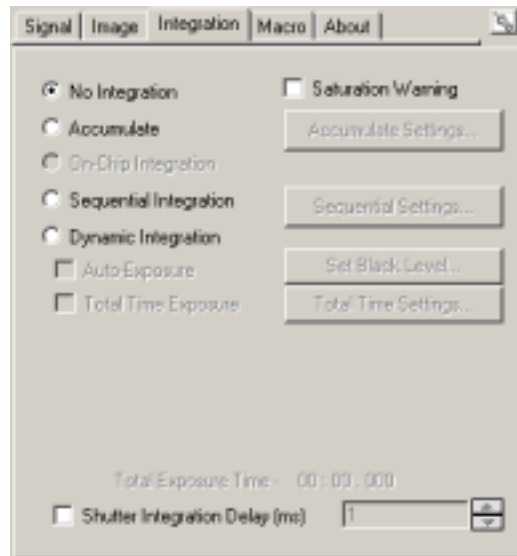 Signal Image Integration Macro About
No Integration
Saturation Warning
Accumulate
Accumulate Settings...
On-Chip Integration
Sequential Integration
Sequential Settings...
Dynamic Integration
Auto-Exposure
Set Black Level...
Total Time Exposure
Total Time Settings...
Total Exposure Time - 00 : 00 . 000
Shutter Integration Delay (ms) 1